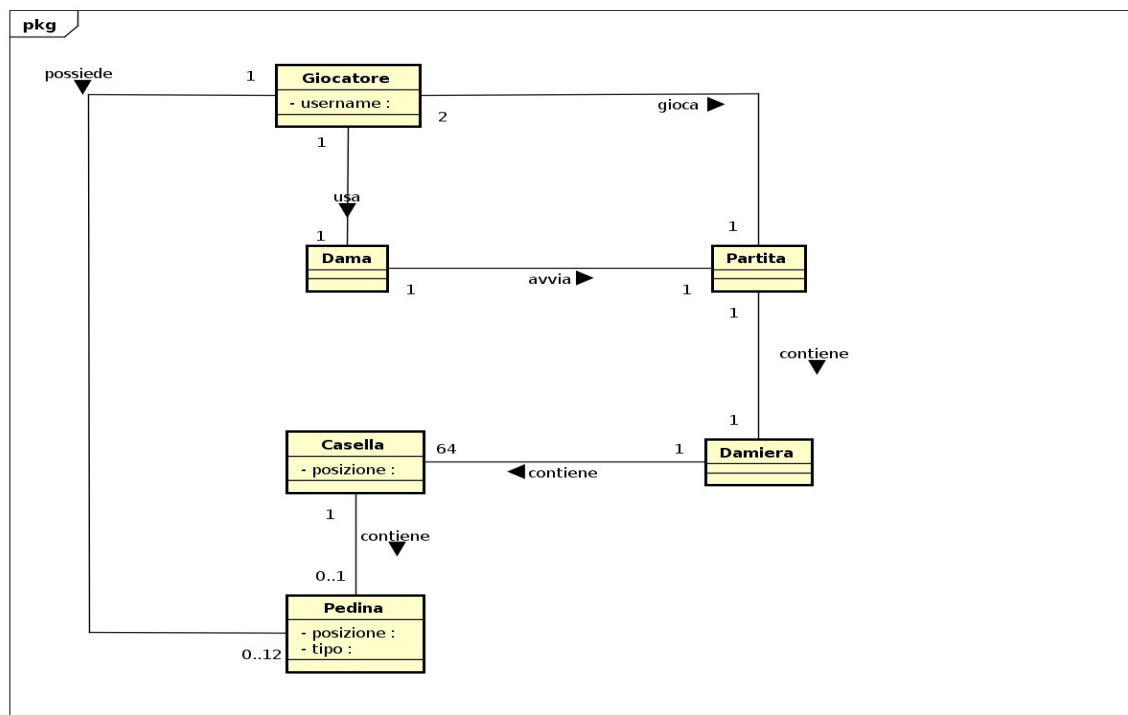 pkg
possiede
1
Giocatore
- username :
2
gioca
1
usa
1
1
Dama
Partita
1
avvia
1
1
contiene
1
Casella
- posizione :
64
1
Damiera
contiene
1
contiene
0..1
Pedina
- posizione :
- tipo :
0..12